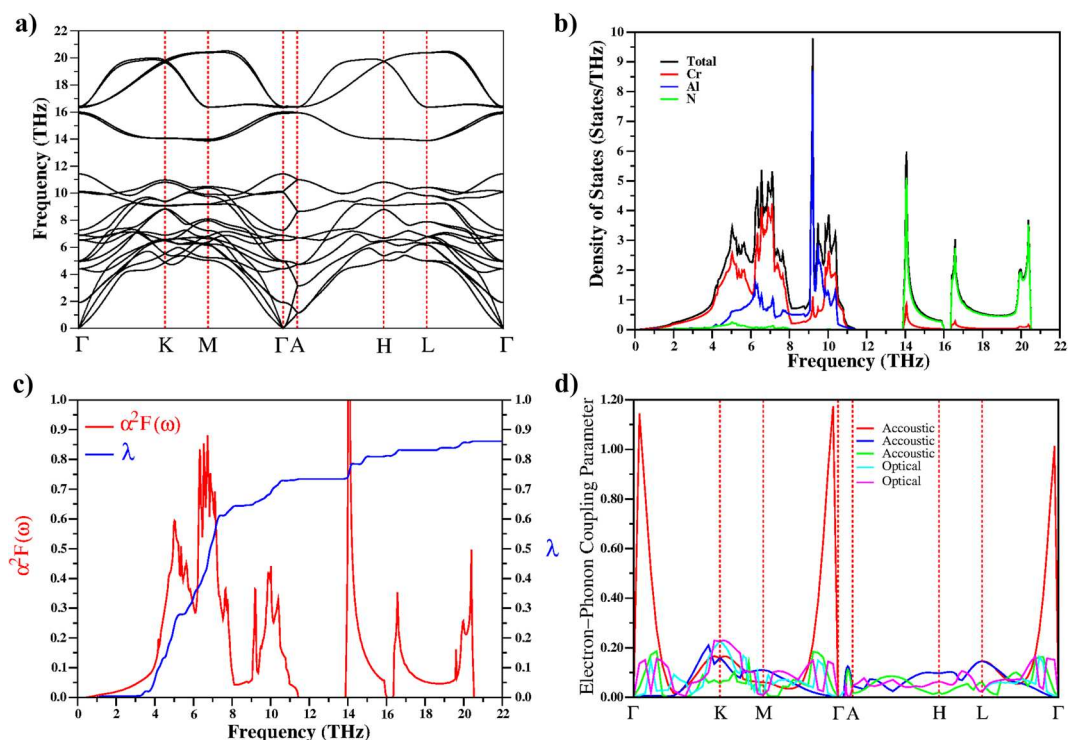 a)
Frequency (THz)
22
20
18
16
14
12
10
8
6
4
2
0
Γ K M Γ A H L Γ
b)
Density of States (States/THz)
10
9
8
7
6
5
4
3
2
1
0
Total
Cr
Al
N
0 2 4 6 8 10 12 14 16 18 20 22
Frequency (THz)
c)
α²F(ω)
1.0
0.9
0.8
0.7
0.6
0.5
0.4
0.3
0.2
0.1
0.0
α²F(ω)
λ
1.0
0.9
0.8
0.7
0.6
0.5
0.4
0.3
0.2
0.1
0.0
λ
0 2 4 6 8 10 12 14 16 18 20 22
Frequency (THz)
d)
Electron−Phonon Coupling Parameter
1.20
1.00
0.80
0.60
0.40
0.20
0.00
Accoustic
Accoustic
Accoustic
Optical
Optical
Γ K M Γ A H L Γ